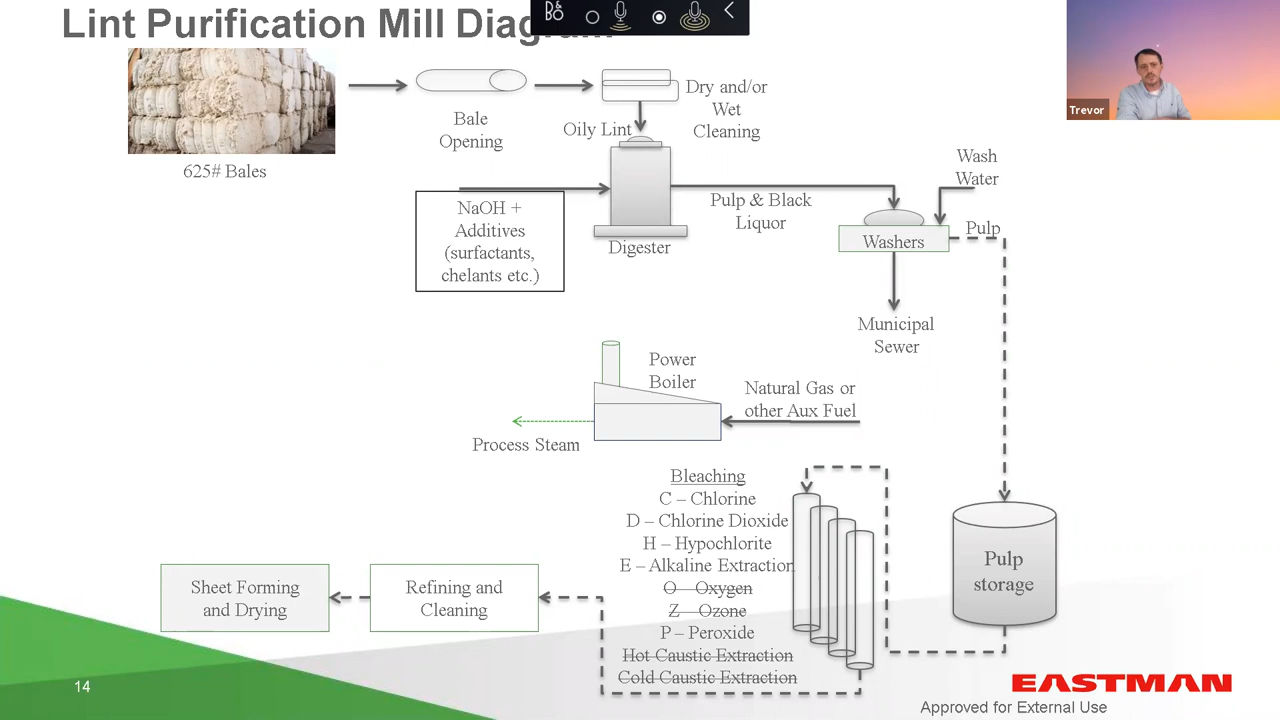 Lint Purification Mill Diagram
B&O
Trevor
625# Bales
Bale
Opening
Dry and/or
Wet
Cleaning
Oily Lint
NaOH +
Additives
(surfactants,
chelants etc.)
Digester
Pulp & Black
Liquor
Wash
Water
Washers
Pulp
Municipal
Sewer
Power
Boiler
Natural Gas or
other Aux Fuel
Process Steam
Bleaching
C – Chlorine
D – Chlorine Dioxide
H – Hypochlorite
E – Alkaline Extraction
O – Oxygen
Z – Ozone
P – Peroxide
Hot Caustic Extraction
Cold Caustic Extraction
Pulp
storage
Refining and
Cleaning
Sheet Forming
and Drying
14
EASTMAN
Approved for External Use